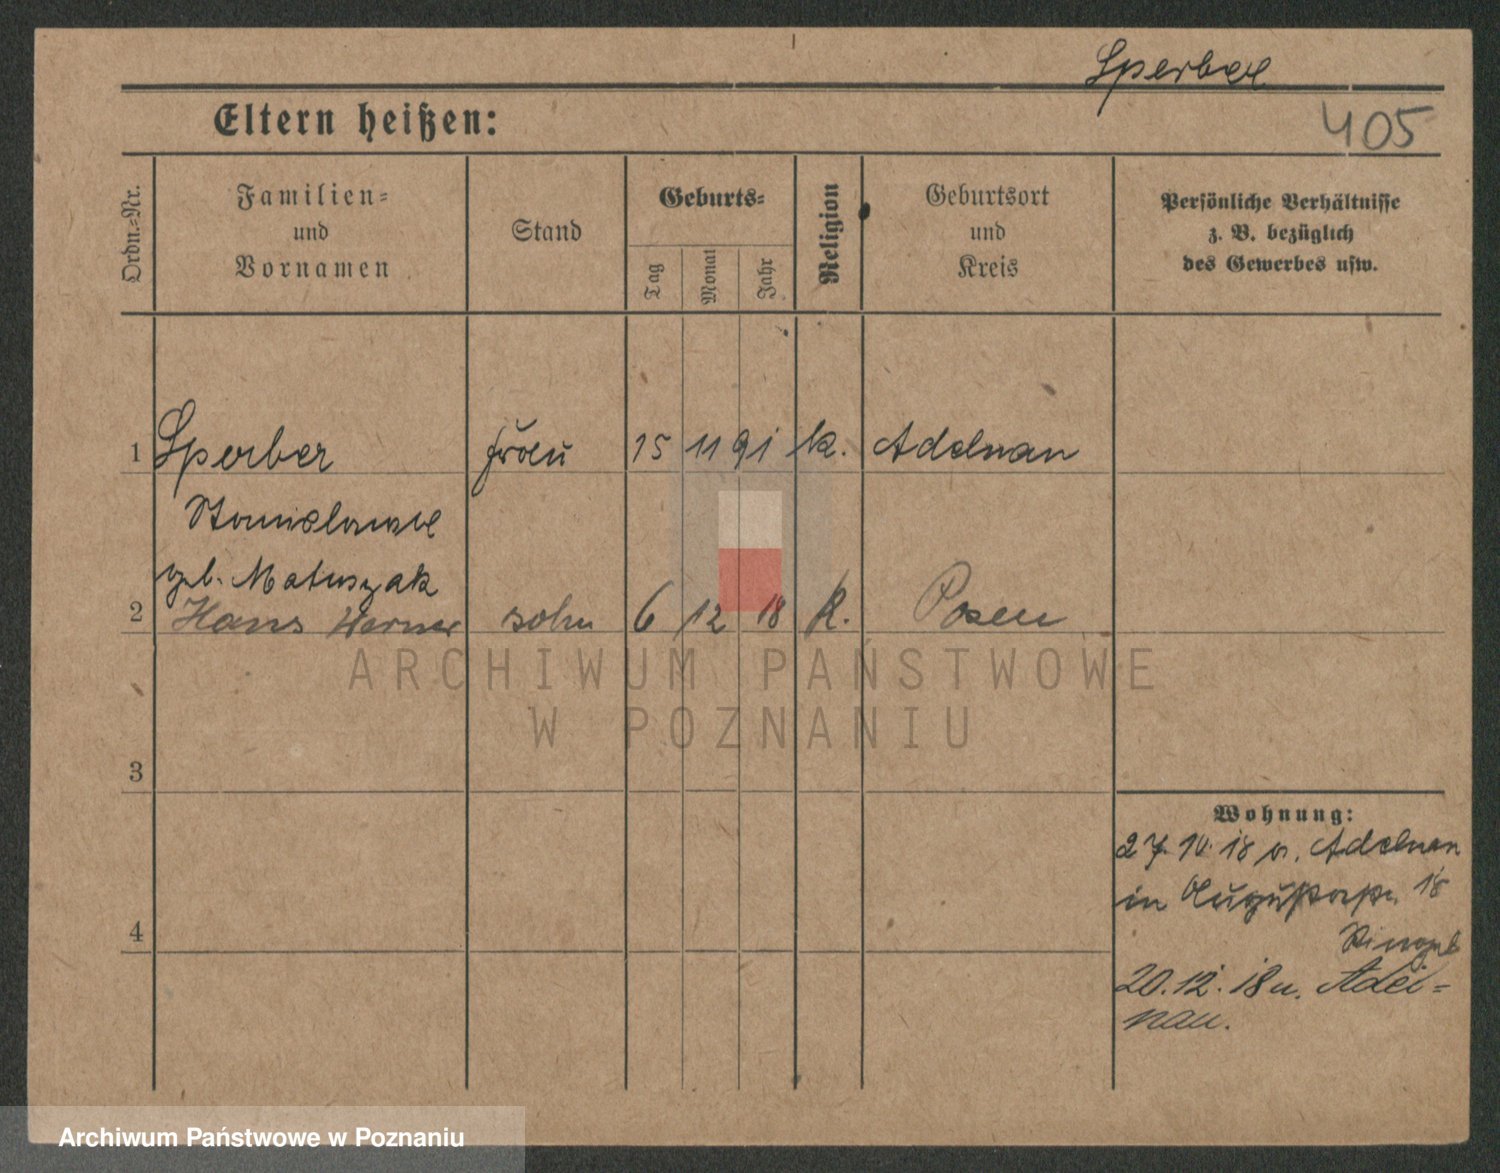 Sperber
Eltern heißen:
405
Ordn.-Nr.
Familien-
und
Vornamen
Stand
Geburts-
Tag
Monat
Jahr
Religion
Geburtsort
und
Kreis
Persönliche Verhältnisse
z. B. bezüglich
des Gewerbes usw.
1 Sperber Frau 15 11 91 k. Adelnau
Stanislawa
geb. Matuszak
2 Hans Werner sohn 6 12 18 k. Posen
ARCHIWUM PAŃSTWOWE
W POZNANIU
3
Wohnung:
27. 10. 18 v. Adelnau
in Augustastr. 18
4
20. 12. 18 n. Adel-
nau.
Archiwum Państwowe w Poznaniu